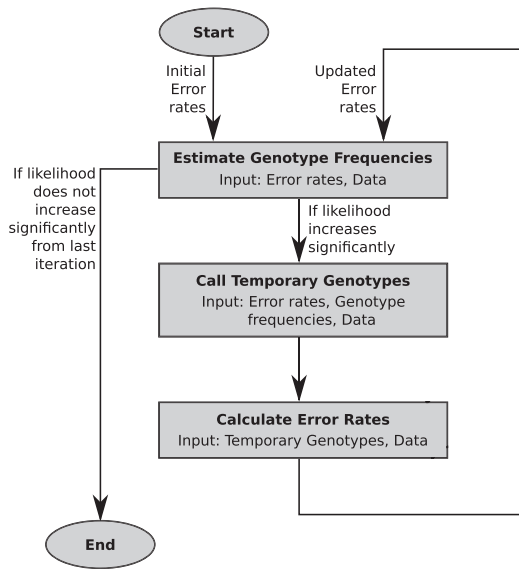 Start
Initial
Error
rates
Updated
Error
rates
Estimate Genotype Frequencies
Input: Error rates, Data
If likelihood
does not
increase
significantly
from last
iteration
If likelihood
increases
significantly
Call Temporary Genotypes
Input: Error rates, Genotype
frequencies, Data
Calculate Error Rates
Input: Temporary Genotypes, Data
End